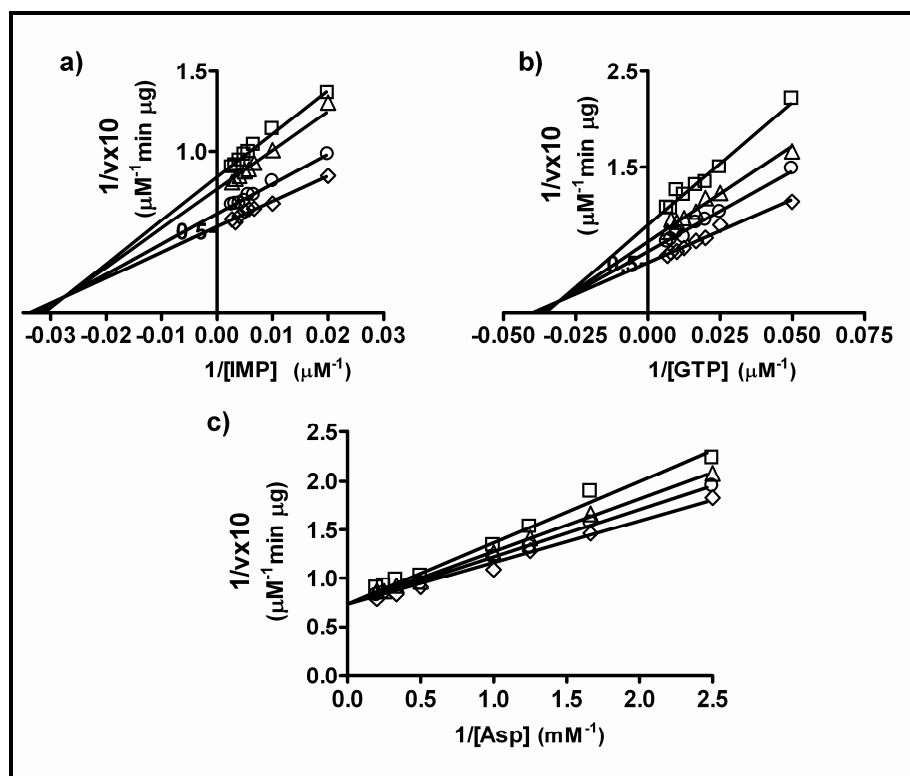 a)
1/vx10
(μM⁻¹min μg)
1.5
1.0
0.5
-0.03 -0.02 -0.01 0.00 0.01 0.02 0.03
1/[IMP] (μM⁻¹)
b)
1/vx10
(μM⁻¹min μg)
2.5
1.5
0.5
-0.050 -0.025 0.000 0.025 0.050 0.075
1/[GTP] (μM⁻¹)
c)
1/vx10
(μM⁻¹min μg)
2.5
2.0
1.5
1.0
0.5
0.0
0.0 0.5 1.0 1.5 2.0 2.5
1/[Asp] (mM⁻¹)